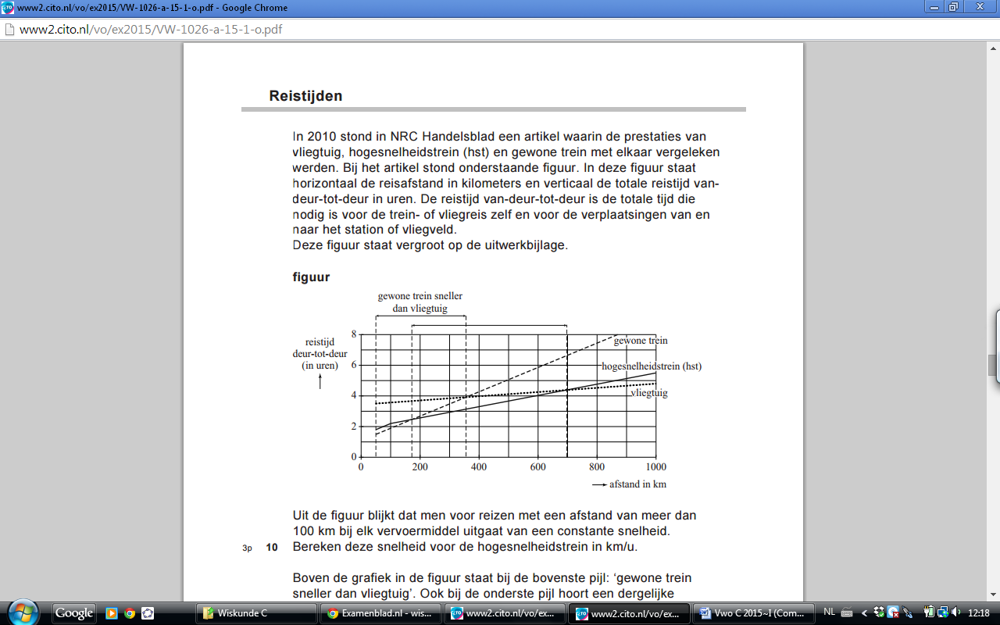 www2.cito.nl/vo/ex2015/VW-1026-a-15-1-o.pdf - Google Chrome
www2.cito.nl/vo/ex2015/VW-1026-a-15-1-o.pdf
Reistijden
In 2010 stond in NRC Handelsblad een artikel waarin de prestaties van
vliegtuig, hogesnelheidstrein (hst) en gewone trein met elkaar vergeleken
werden. Bij het artikel stond onderstaande figuur. In deze figuur staat
horizontaal de reisafstand in kilometers en verticaal de totale reistijd van-
deur-tot-deur in uren. De reistijd van-deur-tot-deur is de totale tijd die
nodig is voor de trein- of vliegreis zelf en voor de verplaatsingen van en
naar het station of vliegveld.
Deze figuur staat vergroot op de uitwerkbijlage.
figuur
gewone trein sneller
dan vliegtuig
reistijd
deur-tot-deur
(in uren)
8
6
4
2
0
gewone trein
hogesnelheidstrein (hst)
vliegtuig
0 200 400 600 800 1000
afstand in km
Uit de figuur blijkt dat men voor reizen met een afstand van meer dan
100 km bij elk vervoermiddel uitgaat van een constante snelheid.
3p 10 Bereken deze snelheid voor de hogesnelheidstrein in km/u.
Boven de grafiek in de figuur staat bij de bovenste pijl: ‘gewone trein
sneller dan vliegtuig’. Ook bij de onderste pijl hoort een dergelijke
Google
Wiskunde C
Examenblad.nl - wis...
www2.cito.nl/vo/ex...
www2.cito.nl/vo/ex...
Vwo C 2015~I (Com...
NL
12:18